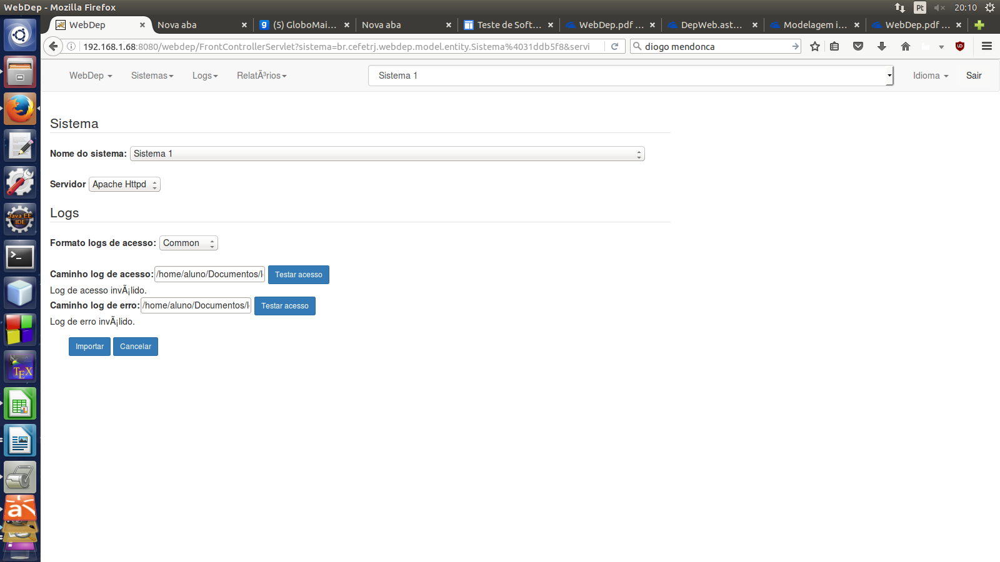 WebDep - Mozilla Firefox
Pt
20:10
WebDep
Nova aba
(5) GloboMai...
Nova aba
Teste de Soft...
WebDep.pdf ...
DepWeb.ast...
Modelagem i...
WebDep.pdf ...
192.168.1.68:8080/webdep/FrontControllerServlet?sistema=br.cefetrj.webdep.model.entity.Sistema%4031ddb5f8&servi
diogo mendonca
WebDep
Sistemas
Logs
RelatÃ³rios
Sistema 1
Idioma
Sair
Sistema
Nome do sistema: Sistema 1
Servidor Apache Httpd
Logs
Formato logs de acesso: Common
Caminho log de acesso: /home/aluno/Documentos/l Testar acesso
Log de acesso invÃ¡lido.
Caminho log de erro: /home/aluno/Documentos/l Testar acesso
Log de erro invÃ¡lido.
Importar Cancelar
Java EE
IDE
TEX